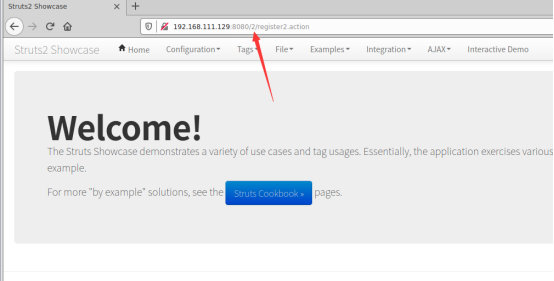 Struts2 Showcase
192.168.111.129:8080/2/register2.action
Struts2 Showcase Home Configuration Tags File Examples Integration AJAX Interactive Demo
Welcome!
The Struts Showcase demonstrates a variety of use cases and tag usages. Essentially, the application exercises various
example.
For more "by example" solutions, see the Struts Cookbook » pages.